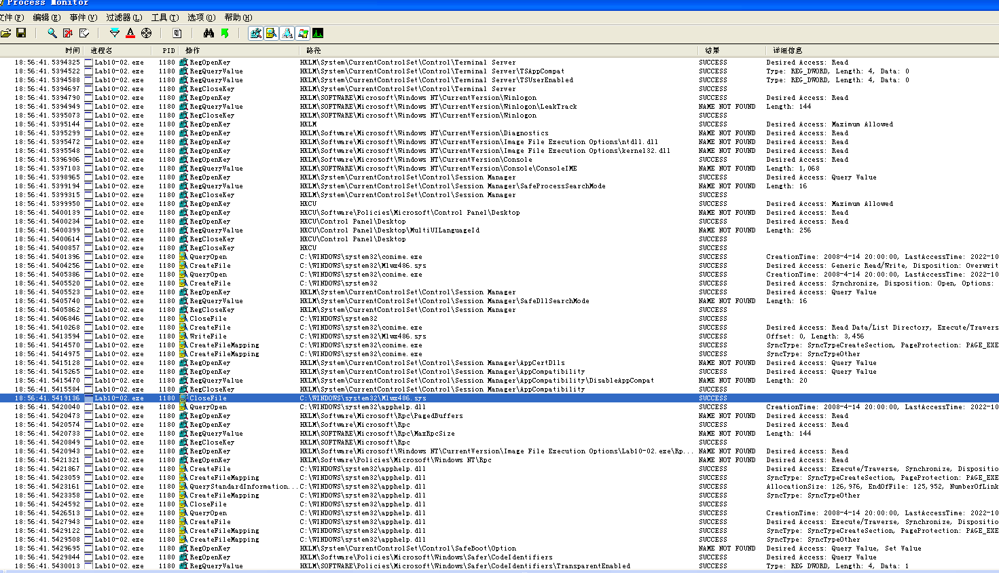 Process Monitor
文件(F) 编辑(E) 事件(V) 过滤器(L) 工具(T) 选项(O) 帮助(H)
时间 进程名 PID 操作 路径 结果 详细信息
18:56:41.5394325 Lab10-02.exe 1180 RegOpenKey HKLM\System\CurrentControlSet\Control\Terminal Server SUCCESS Desired Access: Read
18:56:41.5394522 Lab10-02.exe 1180 RegQueryValue HKLM\System\CurrentControlSet\Control\Terminal Server\TSAppCompat SUCCESS Type: REG_DWORD, Length: 4, Data: 0
18:56:41.5394588 Lab10-02.exe 1180 RegQueryValue HKLM\System\CurrentControlSet\Control\Terminal Server\TSUserEnabled SUCCESS Type: REG_DWORD, Length: 4, Data: 0
18:56:41.5394697 Lab10-02.exe 1180 RegCloseKey HKLM\System\CurrentControlSet\Control\Terminal Server SUCCESS
18:56:41.5394790 Lab10-02.exe 1180 RegOpenKey HKLM\SOFTWARE\Microsoft\Windows NT\CurrentVersion\Winlogon SUCCESS Desired Access: Read
18:56:41.5394949 Lab10-02.exe 1180 RegQueryValue HKLM\SOFTWARE\Microsoft\Windows NT\CurrentVersion\Winlogon\LeakTrack NAME NOT FOUND Length: 144
18:56:41.5395073 Lab10-02.exe 1180 RegCloseKey HKLM\SOFTWARE\Microsoft\Windows NT\CurrentVersion\Winlogon SUCCESS
18:56:41.5395144 Lab10-02.exe 1180 RegOpenKey HKLM SUCCESS Desired Access: Maximum Allowed
18:56:41.5395299 Lab10-02.exe 1180 RegOpenKey HKLM\Software\Microsoft\Windows NT\CurrentVersion\Diagnostics NAME NOT FOUND Desired Access: Read
18:56:41.5395472 Lab10-02.exe 1180 RegOpenKey HKLM\Software\Microsoft\Windows NT\CurrentVersion\Image File Execution Options\ntdll.dll NAME NOT FOUND Desired Access: Read
18:56:41.5395548 Lab10-02.exe 1180 RegOpenKey HKLM\Software\Microsoft\Windows NT\CurrentVersion\Image File Execution Options\kernel32.dll NAME NOT FOUND Desired Access: Read
18:56:41.5396906 Lab10-02.exe 1180 RegOpenKey HKLM\Software\Microsoft\Windows NT\CurrentVersion\Console SUCCESS Desired Access: Read
18:56:41.5397103 Lab10-02.exe 1180 RegQueryValue HKLM\SOFTWARE\Microsoft\Windows NT\CurrentVersion\Console\ConsoleIME NAME NOT FOUND Length: 1,068
18:56:41.5398965 Lab10-02.exe 1180 RegOpenKey HKLM\System\CurrentControlSet\Control\Session Manager SUCCESS Desired Access: Query Value
18:56:41.5399194 Lab10-02.exe 1180 RegQueryValue HKLM\System\CurrentControlSet\Control\Session Manager\SafeProcessSearchMode NAME NOT FOUND Length: 16
18:56:41.5399315 Lab10-02.exe 1180 RegCloseKey HKLM\System\CurrentControlSet\Control\Session Manager SUCCESS
18:56:41.5399950 Lab10-02.exe 1180 RegOpenKey HKCU SUCCESS Desired Access: Maximum Allowed
18:56:41.5400139 Lab10-02.exe 1180 RegOpenKey HKCU\Software\Policies\Microsoft\Control Panel\Desktop NAME NOT FOUND Desired Access: Read
18:56:41.5400234 Lab10-02.exe 1180 RegOpenKey HKCU\Control Panel\Desktop SUCCESS Desired Access: Read
18:56:41.5400399 Lab10-02.exe 1180 RegQueryValue HKCU\Control Panel\Desktop\MultiUILanguageId NAME NOT FOUND Length: 256
18:56:41.5400614 Lab10-02.exe 1180 RegCloseKey HKCU\Control Panel\Desktop SUCCESS
18:56:41.5400857 Lab10-02.exe 1180 RegCloseKey HKCU SUCCESS
18:56:41.5401396 Lab10-02.exe 1180 QueryOpen C:\WINDOWS\system32\conime.exe SUCCESS CreationTime: 2008-4-14 20:00:00, LastAccessTime: 2022-10
18:56:41.5404256 Lab10-02.exe 1180 CreateFile C:\WINDOWS\system32\Mlwx486.sys SUCCESS Desired Access: Generic Read/Write, Disposition: Overwrit
18:56:41.5405386 Lab10-02.exe 1180 QueryOpen C:\WINDOWS\system32\conime.exe SUCCESS CreationTime: 2008-4-14 20:00:00, LastAccessTime: 2022-10
18:56:41.5405520 Lab10-02.exe 1180 CreateFile C:\WINDOWS\system32 SUCCESS Desired Access: Synchronize, Disposition: Open, Options:
18:56:41.5405523 Lab10-02.exe 1180 RegOpenKey HKLM\System\CurrentControlSet\Control\Session Manager SUCCESS Desired Access: Query Value
18:56:41.5405740 Lab10-02.exe 1180 RegQueryValue HKLM\System\CurrentControlSet\Control\Session Manager\SafeDllSearchMode NAME NOT FOUND Length: 16
18:56:41.5405862 Lab10-02.exe 1180 RegCloseKey HKLM\System\CurrentControlSet\Control\Session Manager SUCCESS
18:56:41.5406846 Lab10-02.exe 1180 CloseFile C:\WINDOWS\system32 SUCCESS
18:56:41.5410268 Lab10-02.exe 1180 CreateFile C:\WINDOWS\system32\conime.exe SUCCESS Desired Access: Read Data/List Directory, Execute/Travers
18:56:41.5413594 Lab10-02.exe 1180 WriteFile C:\WINDOWS\system32\Mlwx486.sys SUCCESS Offset: 0, Length: 3,456
18:56:41.5414570 Lab10-02.exe 1180 CreateFileMapping C:\WINDOWS\system32\conime.exe SUCCESS SyncType: SyncTypeCreateSection, PageProtection: PAGE_EXE
18:56:41.5414975 Lab10-02.exe 1180 CreateFileMapping C:\WINDOWS\system32\conime.exe SUCCESS SyncType: SyncTypeOther
18:56:41.5415128 Lab10-02.exe 1180 RegOpenKey HKLM\System\CurrentControlSet\Control\Session Manager\AppCertDlls NAME NOT FOUND Desired Access: Query Value
18:56:41.5415265 Lab10-02.exe 1180 RegOpenKey HKLM\System\CurrentControlSet\Control\Session Manager\AppCompatibility SUCCESS Desired Access: Query Value
18:56:41.5415470 Lab10-02.exe 1180 RegQueryValue HKLM\System\CurrentControlSet\Control\Session Manager\AppCompatibility\DisableAppCompat NAME NOT FOUND Length: 20
18:56:41.5415584 Lab10-02.exe 1180 RegCloseKey HKLM\System\CurrentControlSet\Control\Session Manager\AppCompatibility SUCCESS
18:56:41.5419136 Lab10-02.exe 1180 CloseFile C:\WINDOWS\system32\Mlwx486.sys SUCCESS
18:56:41.5420040 Lab10-02.exe 1180 QueryOpen C:\WINDOWS\system32\apphelp.dll SUCCESS CreationTime: 2008-4-14 20:00:00, LastAccessTime: 2022-10
18:56:41.5420473 Lab10-02.exe 1180 RegOpenKey HKLM\Software\Microsoft\Rpc\PagedBuffers NAME NOT FOUND Desired Access: Read
18:56:41.5420574 Lab10-02.exe 1180 RegOpenKey HKLM\Software\Microsoft\Rpc SUCCESS Desired Access: Read
18:56:41.5420733 Lab10-02.exe 1180 RegQueryValue HKLM\SOFTWARE\Microsoft\Rpc\MaxRpcSize NAME NOT FOUND Length: 144
18:56:41.5420849 Lab10-02.exe 1180 RegCloseKey HKLM\SOFTWARE\Microsoft\Rpc SUCCESS
18:56:41.5420943 Lab10-02.exe 1180 RegOpenKey HKLM\Software\Microsoft\Windows NT\CurrentVersion\Image File Execution Options\Lab10-02.exe\Rp... NAME NOT FOUND Desired Access: Read
18:56:41.5421321 Lab10-02.exe 1180 RegOpenKey HKLM\Software\Policies\Microsoft\Windows NT\Rpc NAME NOT FOUND Desired Access: Read
18:56:41.5421867 Lab10-02.exe 1180 CreateFile C:\WINDOWS\system32\apphelp.dll SUCCESS Desired Access: Execute/Traverse, Synchronize, Dispositio
18:56:41.5423059 Lab10-02.exe 1180 CreateFileMapping C:\WINDOWS\system32\apphelp.dll SUCCESS SyncType: SyncTypeCreateSection, PageProtection: PAGE_EXE
18:56:41.5423161 Lab10-02.exe 1180 QueryStandardInformation... C:\WINDOWS\system32\apphelp.dll SUCCESS AllocationSize: 126,976, EndOfFile: 125,952, NumberOfLink
18:56:41.5423358 Lab10-02.exe 1180 CreateFileMapping C:\WINDOWS\system32\apphelp.dll SUCCESS SyncType: SyncTypeOther
18:56:41.5424592 Lab10-02.exe 1180 CloseFile C:\WINDOWS\system32\apphelp.dll SUCCESS
18:56:41.5426513 Lab10-02.exe 1180 QueryOpen C:\WINDOWS\system32\apphelp.dll SUCCESS CreationTime: 2008-4-14 20:00:00, LastAccessTime: 2022-10
18:56:41.5427943 Lab10-02.exe 1180 CreateFile C:\WINDOWS\system32\apphelp.dll SUCCESS Desired Access: Execute/Traverse, Synchronize, Dispositio
18:56:41.5429122 Lab10-02.exe 1180 CreateFileMapping C:\WINDOWS\system32\apphelp.dll SUCCESS SyncType: SyncTypeCreateSection, PageProtection: PAGE_EXE
18:56:41.5429508 Lab10-02.exe 1180 CreateFileMapping C:\WINDOWS\system32\apphelp.dll SUCCESS SyncType: SyncTypeOther
18:56:41.5429695 Lab10-02.exe 1180 RegOpenKey HKLM\System\CurrentControlSet\Control\SafeBoot\Option NAME NOT FOUND Desired Access: Query Value, Set Value
18:56:41.5429844 Lab10-02.exe 1180 RegOpenKey HKLM\Software\Policies\Microsoft\Windows\Safer\CodeIdentifiers SUCCESS Desired Access: Query Value
18:56:41.5430013 Lab10-02.exe 1180 RegQueryValue HKLM\SOFTWARE\Policies\Microsoft\Windows\Safer\CodeIdentifiers\TransparentEnabled SUCCESS Type: REG_DWORD, Length: 4, Data: 1